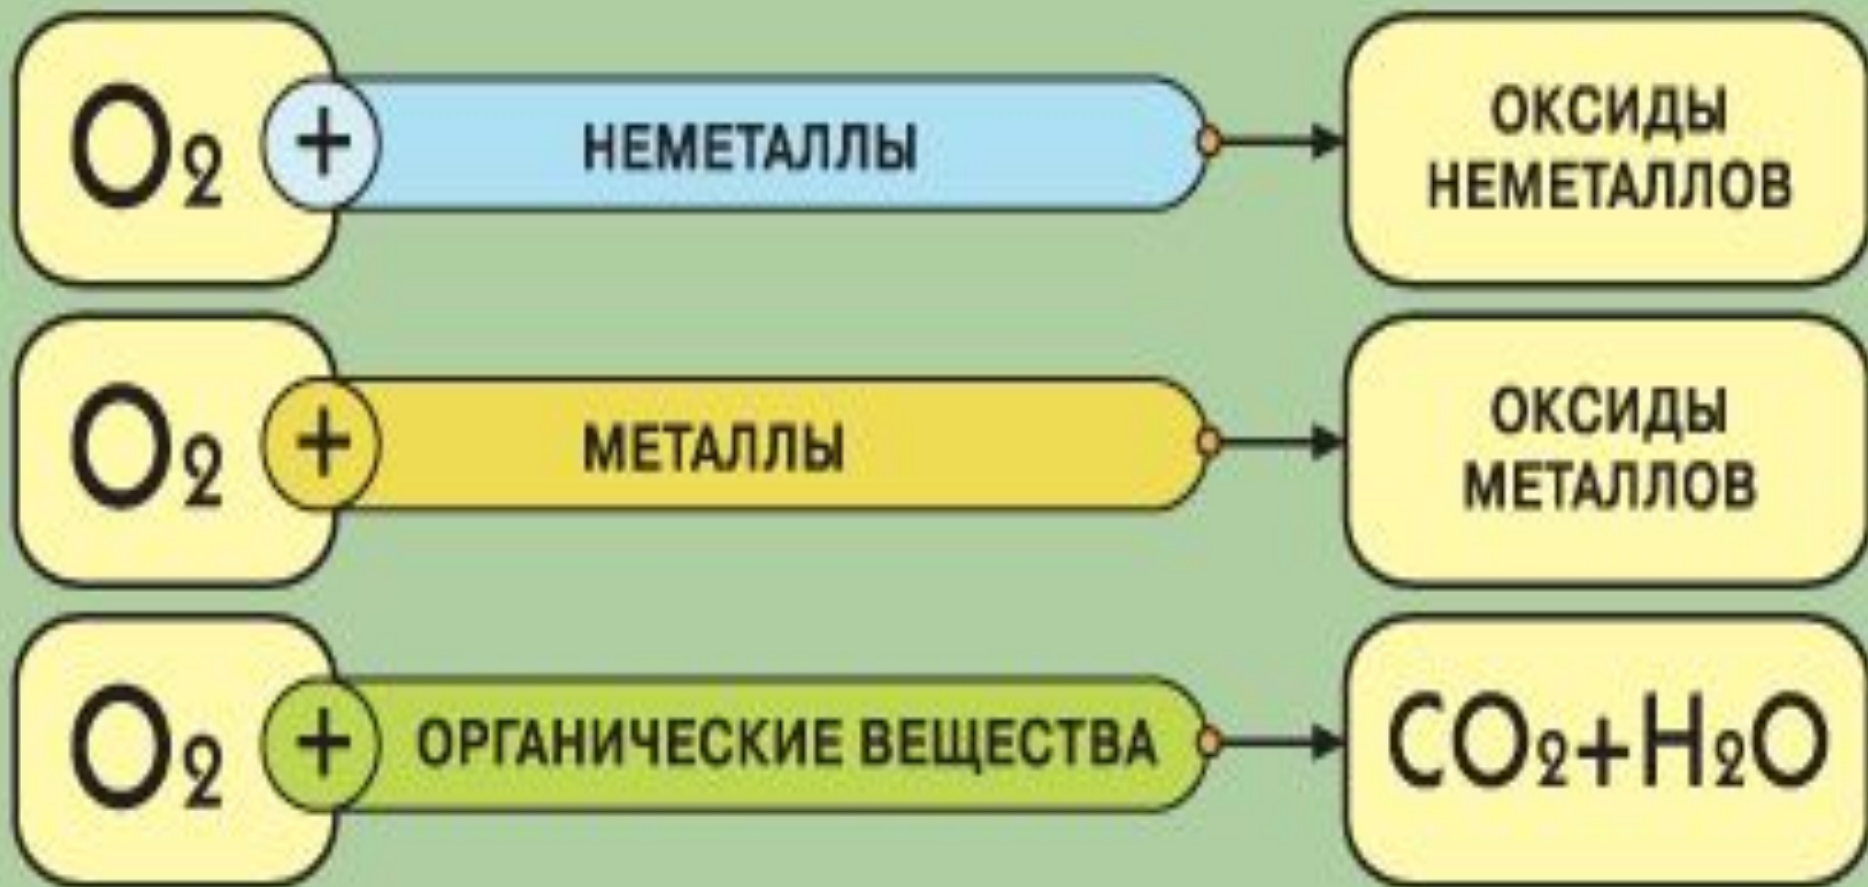 O₂ + НЕМЕТАЛЛЫ
ОКСИДЫ
НЕМЕТАЛЛОВ
O₂ + МЕТАЛЛЫ
ОКСИДЫ
МЕТАЛЛОВ
O₂ + ОРГАНИЧЕСКИЕ ВЕЩЕСТВА
CO₂+H₂O